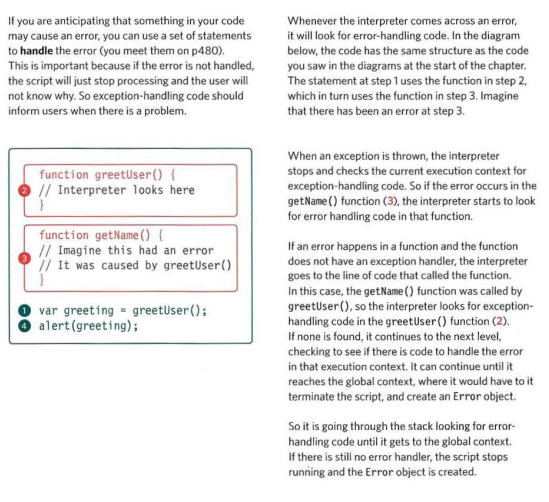 If you are anticipating that something in your code
may cause an error, you can use a set of statements
to handle the error (you meet them on p480).
This is important because if the error is not handled,
the script will just stop processing and the user will
not know why. So exception-handling code should
inform users when there is a problem.
function greetUser() {
2 // Interpreter looks here
}
function getName() {
// Imagine this had an error
3 // It was caused by greetUser()
}
1 var greeting = greetUser();
4 alert(greeting);
Whenever the interpreter comes across an error,
it will look for error-handling code. In the diagram
below, the code has the same structure as the code
you saw in the diagrams at the start of the chapter.
The statement at step 1 uses the function in step 2,
which in turn uses the function in step 3. Imagine
that there has been an error at step 3.
When an exception is thrown, the interpreter
stops and checks the current execution context for
exception-handling code. So if the error occurs in the
getName() function (3), the interpreter starts to look
for error handling code in that function.
If an error happens in a function and the function
does not have an exception handler, the interpreter
goes to the line of code that called the function.
In this case, the getName() function was called by
greetUser(), so the interpreter looks for exception-
handling code in the greetUser() function (2).
If none is found, it continues to the next level,
checking to see if there is code to handle the error
in that execution context. It can continue until it
reaches the global context, where it would have to it
terminate the script, and create an Error object.
So it is going through the stack looking for error-
handling code until it gets to the global context.
If there is still no error handler, the script stops
running and the Error object is created.